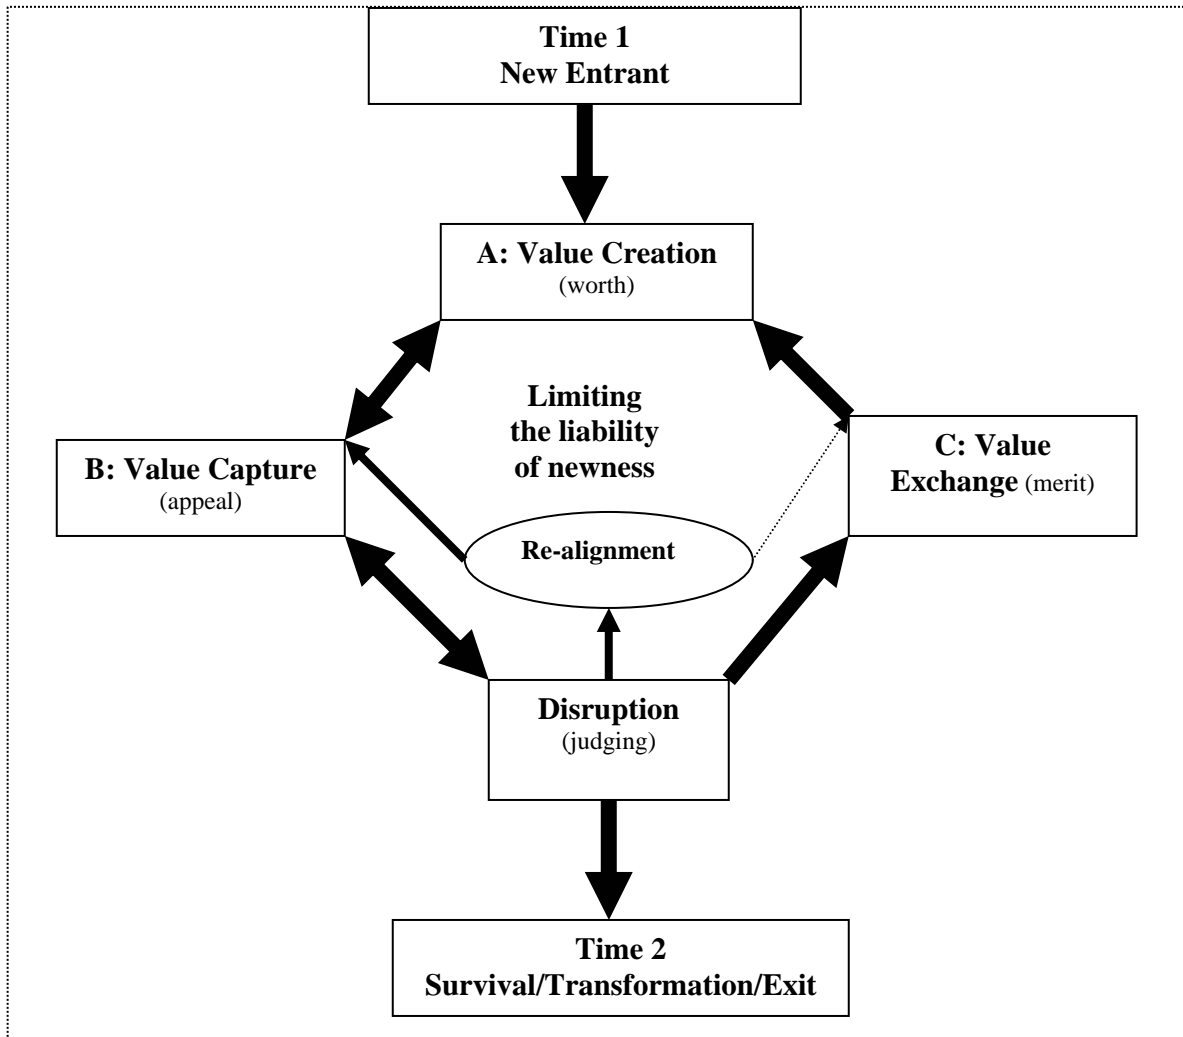 Time 1
New Entrant
A: Value Creation
(worth)
Limiting
the liability
of newness
B: Value Capture
(appeal)
C: Value
Exchange (merit)
Re-alignment
Disruption
(judging)
Time 2
Survival/Transformation/Exit